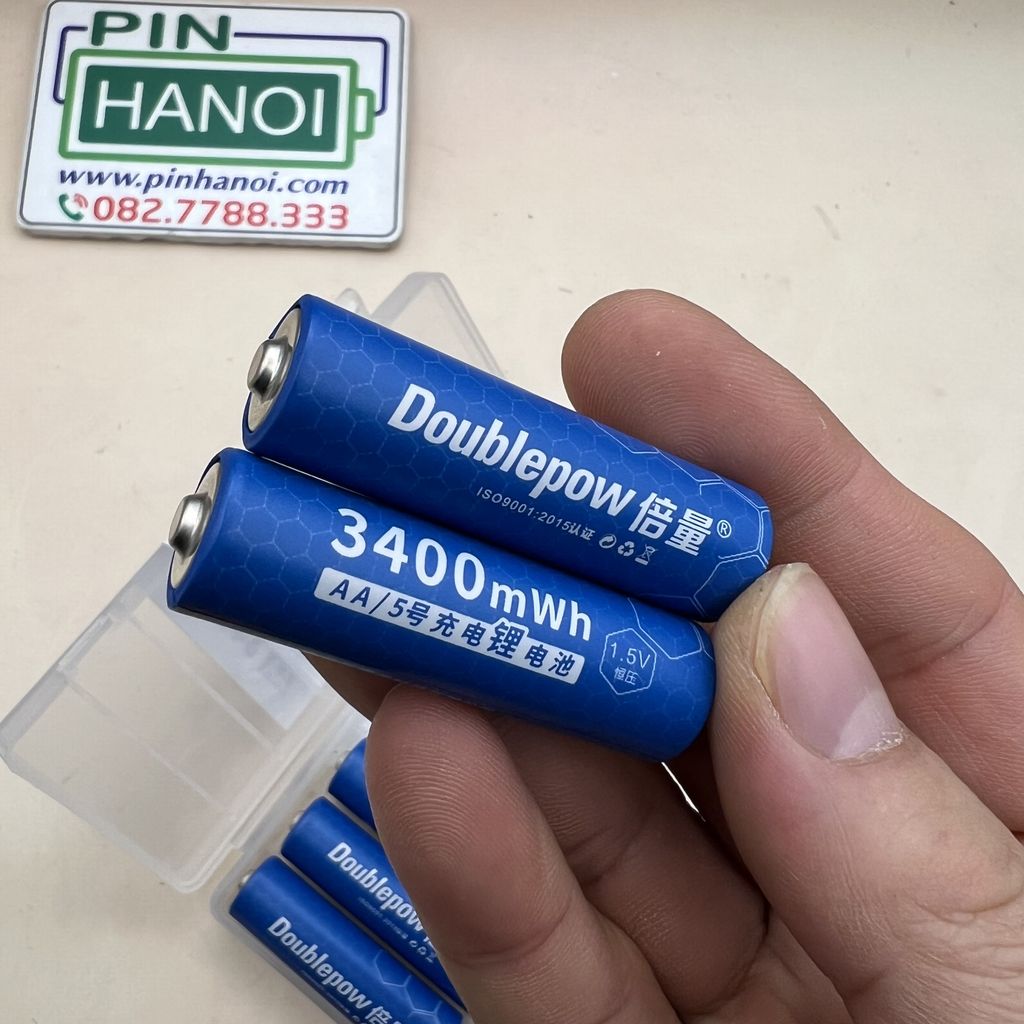 PIN
HANOI
www.pinhanoi.com
082.7788.333
Doublepow 倍量®
ISO9001:2015认证
3400mWh
AA/5号充电锂电池
1.5V
恒压
Doublepow
Doublepow 倍